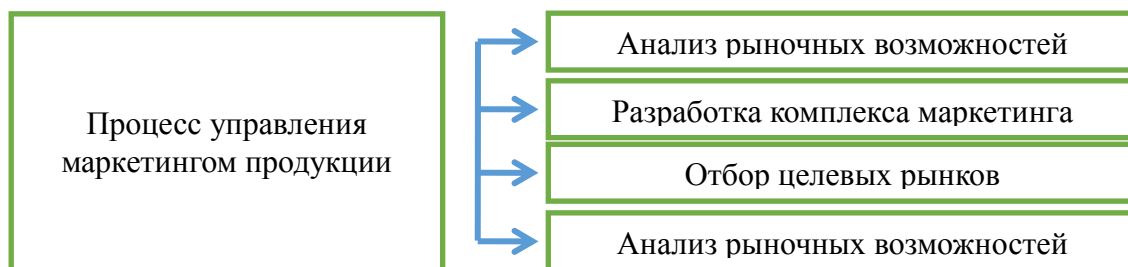 Процесс управления
маркетингом продукции
Анализ рыночных возможностей
Разработка комплекса маркетинга
Отбор целевых рынков
Анализ рыночных возможностей